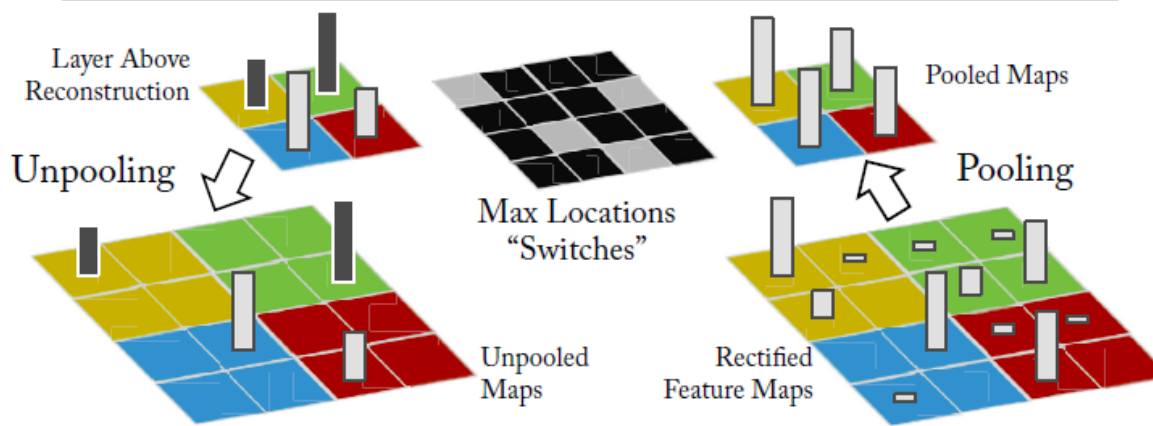 Layer Above
Reconstruction
Pooled Maps
Unpooling
Pooling
Max Locations
“Switches”
Unpooled
Maps
Rectified
Feature Maps